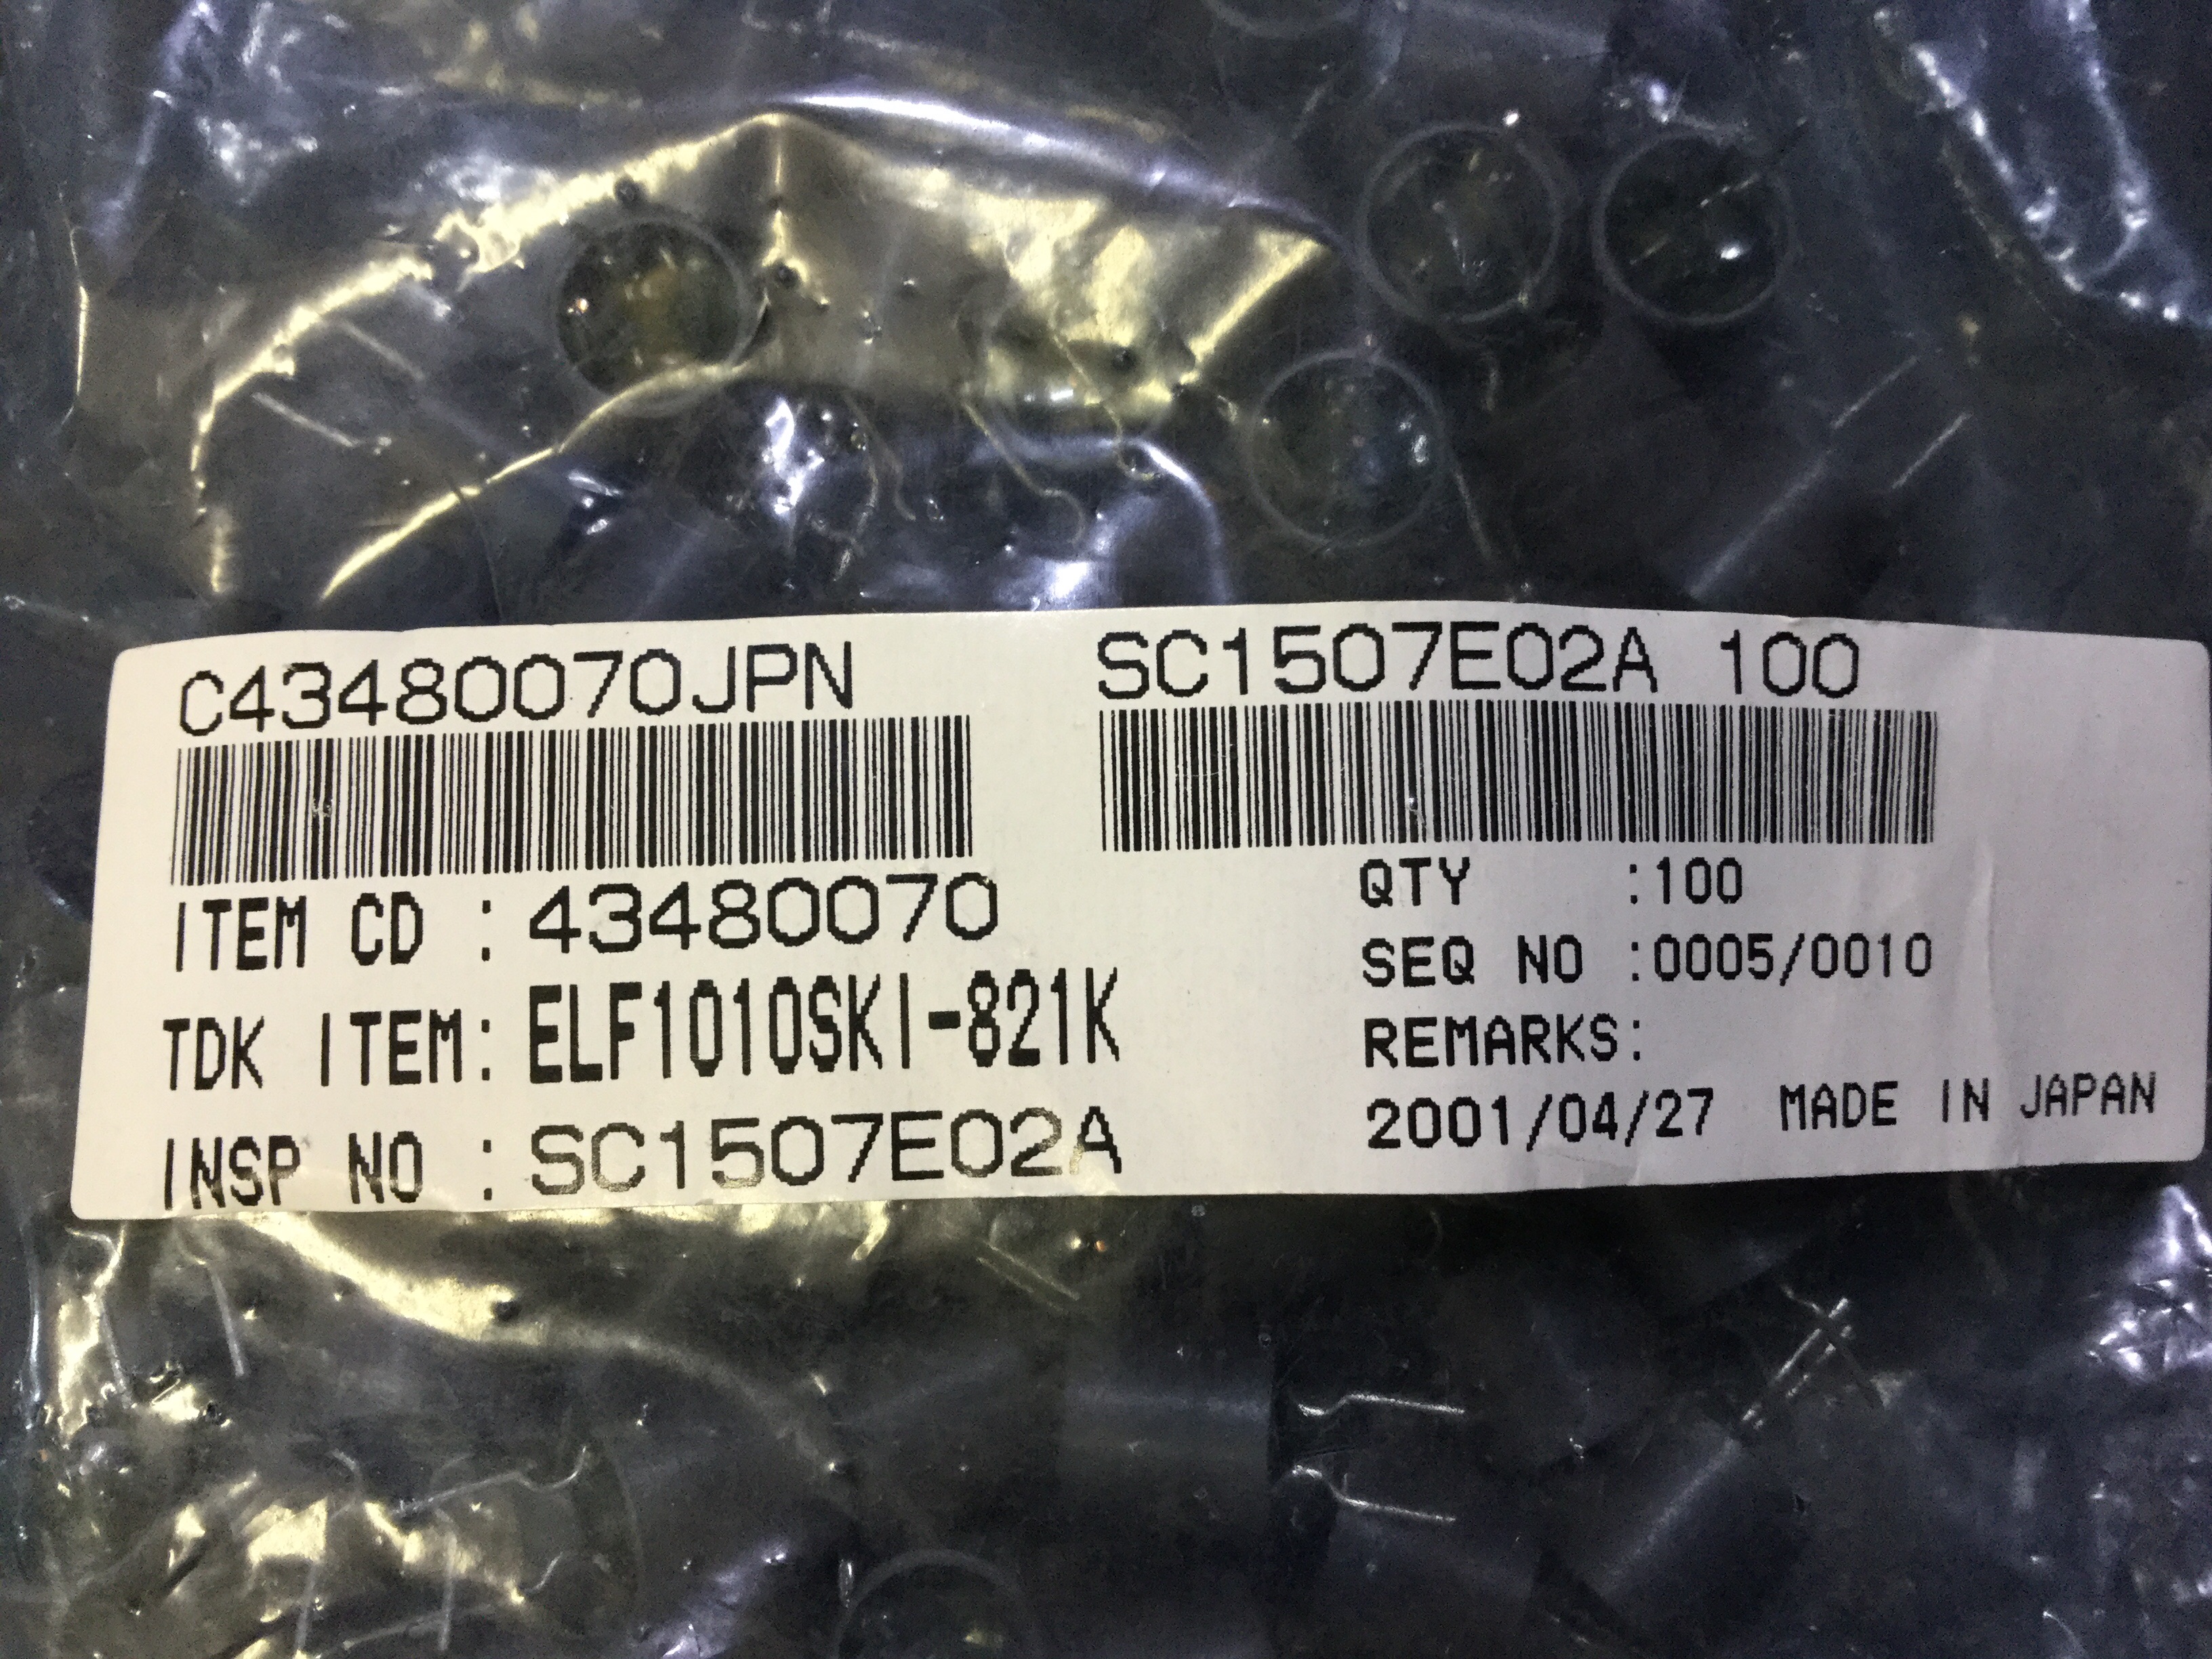 C43480070JPN
SC1507E02A 100
ITEM CD : 43480070
TDK ITEM: ELF1010SKI-821K
INSP NO : SC1507E02A
QTY :100
SEQ NO :0005/0010
REMARKS:
2001/04/27 MADE IN JAPAN